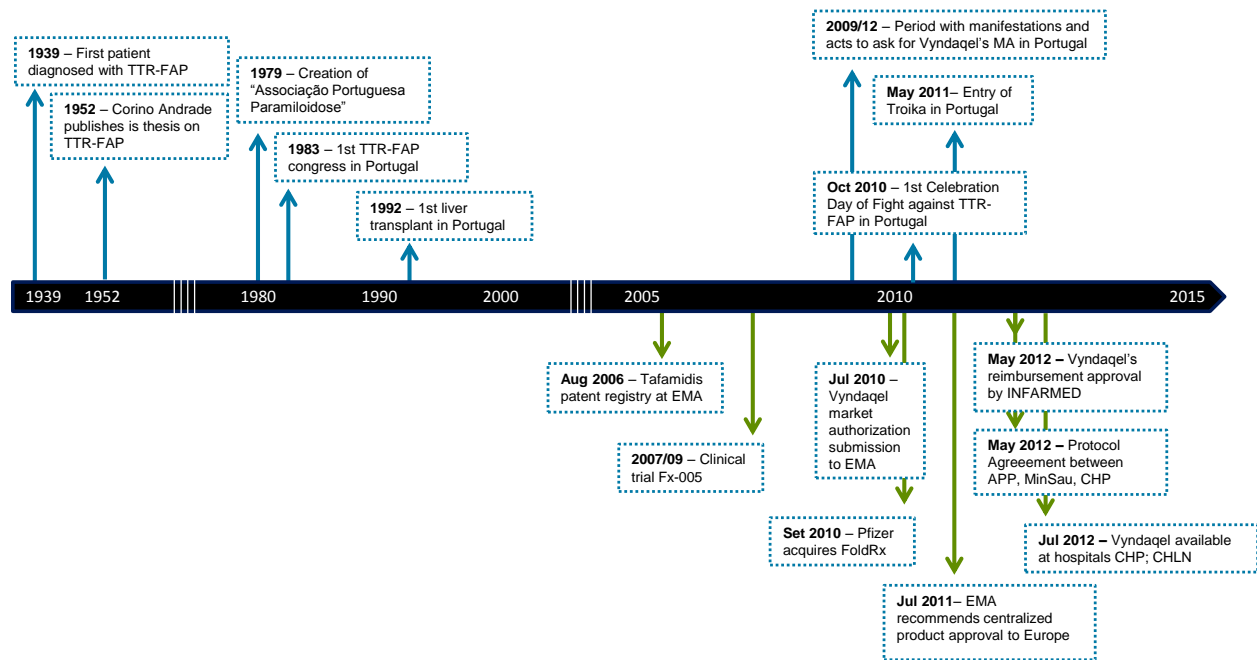 1939 – First patient
diagnosed with TTR-FAP
1952 – Corino Andrade
publishes is thesis on
TTR-FAP
1979 – Creation of
“Associação Portuguesa
Paramiloidose”
1983 – 1st TTR-FAP
congress in Portugal
1992 – 1st liver
transplant in Portugal
2009/12 – Period with manifestations and
acts to ask for Vyndaqel’s MA in Portugal
May 2011– Entry of
Troika in Portugal
Oct 2010 – 1st Celebration
Day of Fight against TTR-
FAP in Portugal
1939 1952 1980 1990 2000 2005 2010 2015
Aug 2006 – Tafamidis
patent registry at EMA
2007/09 – Clinical
trial Fx-005
Jul 2010 –
Vyndaqel
market
authorization
submission
to EMA
Set 2010 – Pfizer
acquires FoldRx
Jul 2011– EMA
recommends centralized
product approval to Europe
May 2012 – Vyndaqel’s
reimbursement approval
by INFARMED
May 2012 – Protocol
Agreeement between
APP, MinSau, CHP
Jul 2012 – Vyndaqel available
at hospitals CHP; CHLN